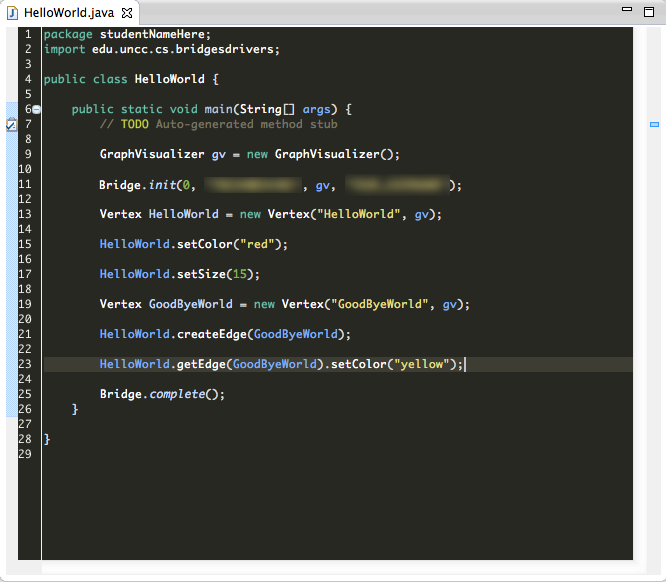 HelloWorld.java
1 package studentNameHere;
2 import edu.uncc.cs.bridgesdrivers;
3
4 public class HelloWorld {
5
6 public static void main(String[] args) {
7 // TODO Auto-generated method stub
8
9 GraphVisualizer gv = new GraphVisualizer();
10
11 Bridge.init(0, , gv, );
12
13 Vertex HelloWorld = new Vertex("HelloWorld", gv);
14
15 HelloWorld.setColor("red");
16
17 HelloWorld.setSize(15);
18
19 Vertex GoodByeWorld = new Vertex("GoodByeWorld", gv);
20
21 HelloWorld.createEdge(GoodByeWorld);
22
23 HelloWorld.getEdge(GoodByeWorld).setColor("yellow");
24
25 Bridge.complete();
26 }
27
28 }
29